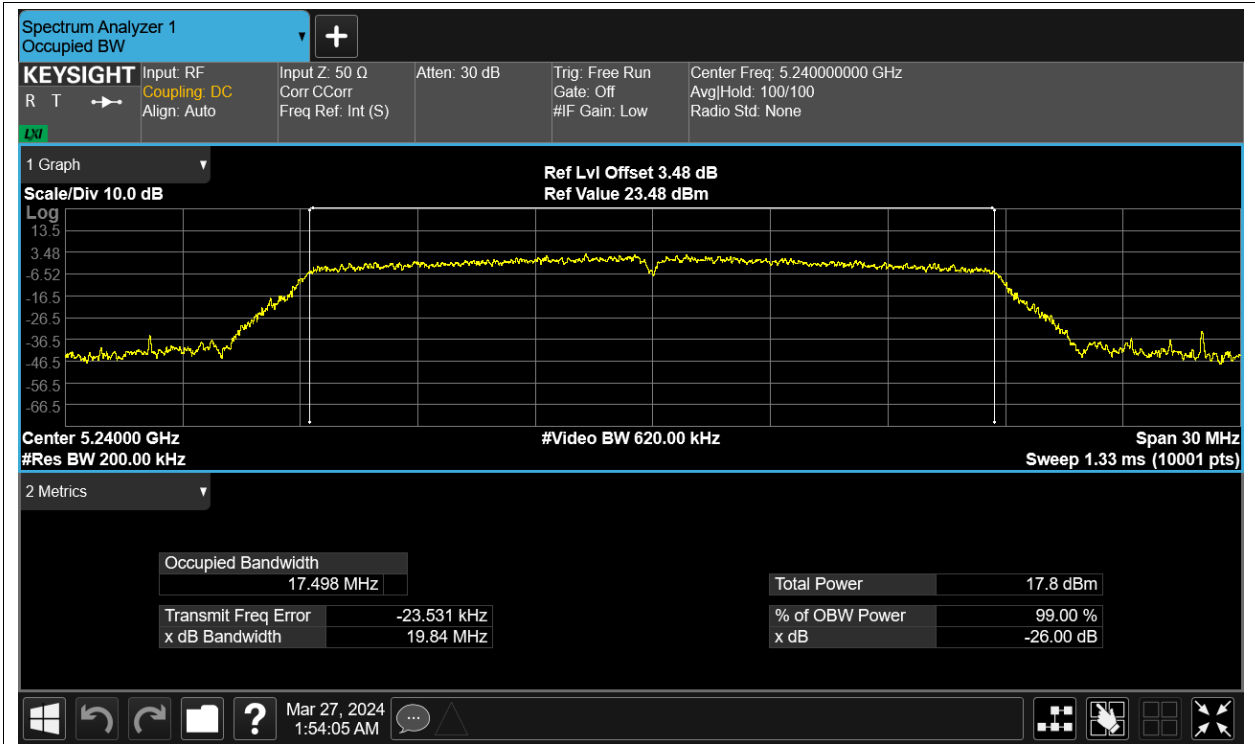 Spectrum Analyzer 1
Occupied BW
KEYSIGHT
R T
LXI
Input: RF
Coupling: DC
Align: Auto
Input Z: 50 Ω
Corr CCorr
Freq Ref: Int (S)
Atten: 30 dB
Trig: Free Run
Gate: Off
#IF Gain: Low
Center Freq: 5.240000000 GHz
Avg|Hold: 100/100
Radio Std: None
1 Graph
Scale/Div 10.0 dB
Ref Lvl Offset 3.48 dB
Ref Value 23.48 dBm
Log
13.5
3.48
-6.52
-16.5
-26.5
-36.5
-46.5
-56.5
-66.5
Center 5.24000 GHz
#Video BW 620.00 kHz
Span 30 MHz
#Res BW 200.00 kHz
Sweep 1.33 ms (10001 pts)
2 Metrics
Occupied Bandwidth
17.498 MHz
Total Power 17.8 dBm
Transmit Freq Error -23.531 kHz
% of OBW Power 99.00 %
x dB Bandwidth 19.84 MHz
x dB -26.00 dB
?
Mar 27, 2024
1:54:05 AM